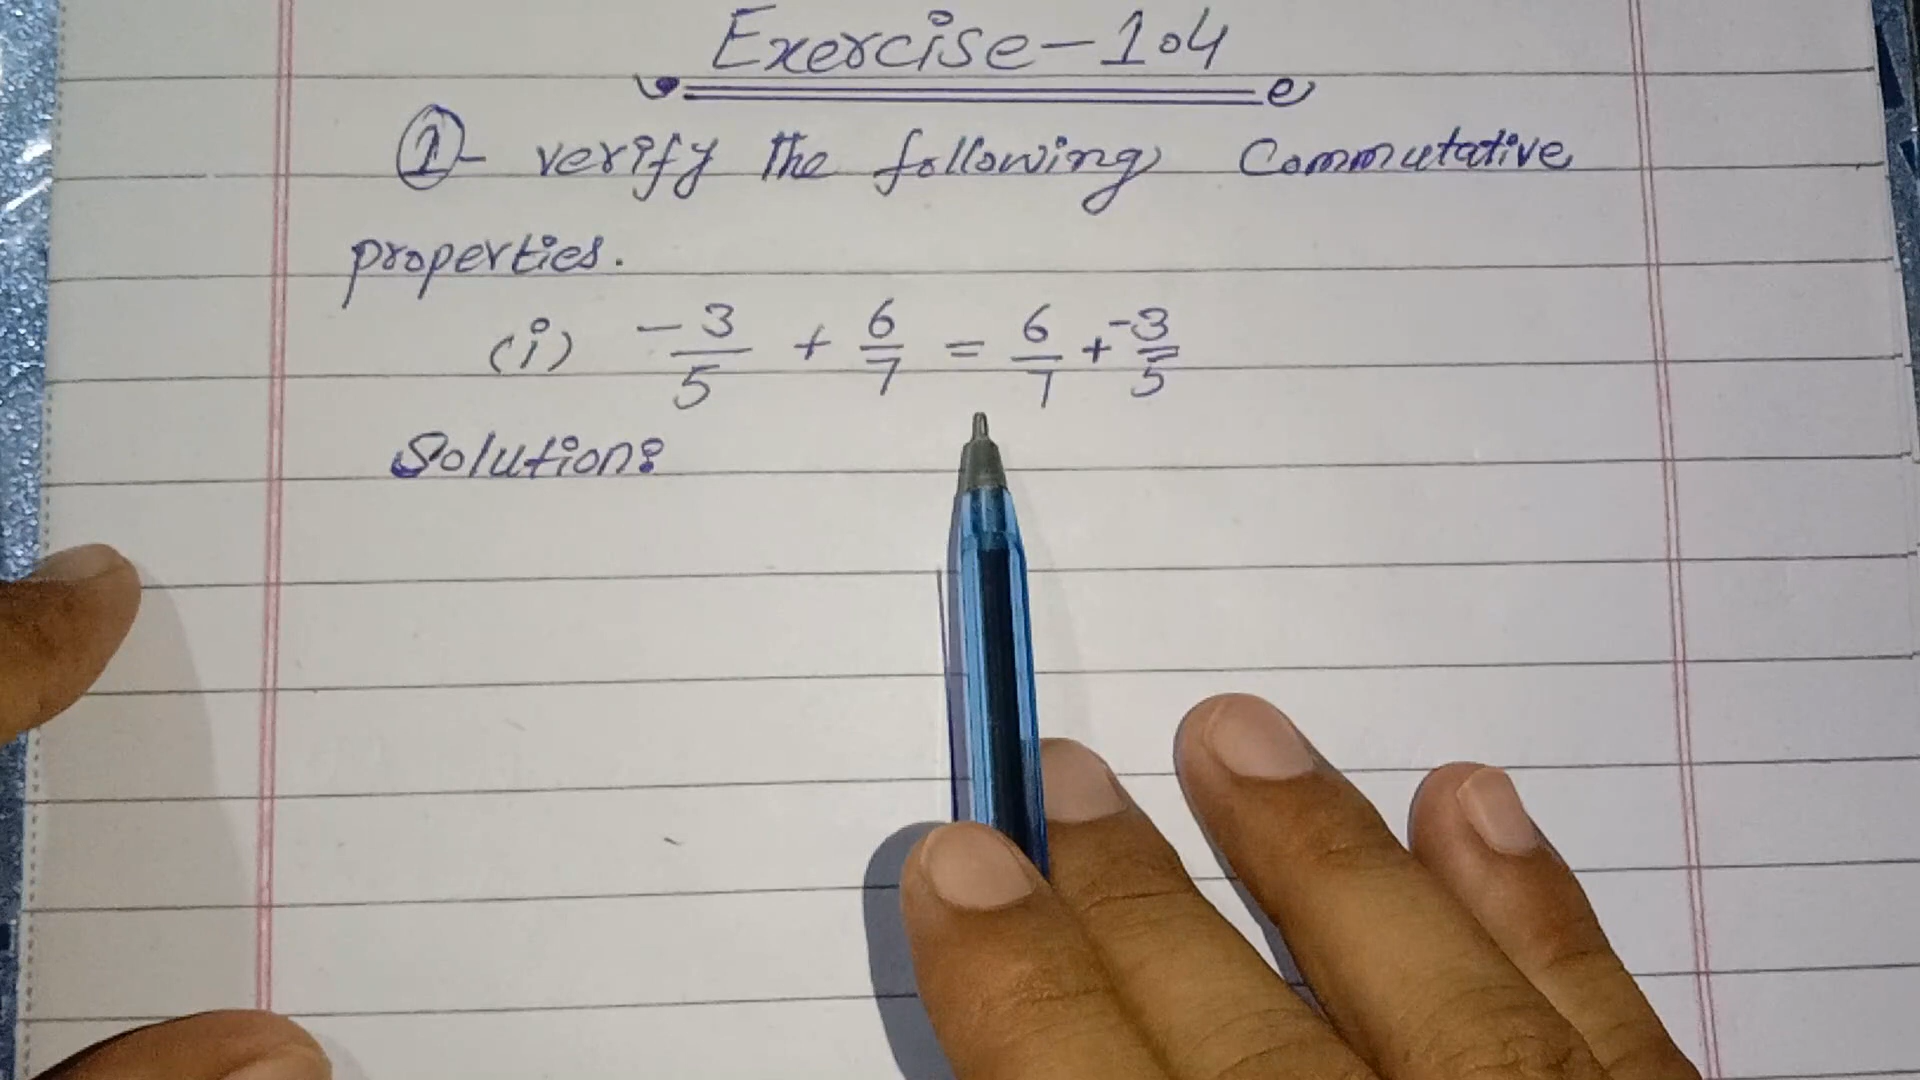 Exercise-1.4
①- verify the following Commutative
properties.
(i) -3/5 + 6/7 = 6/7 + -3/5
Solution: